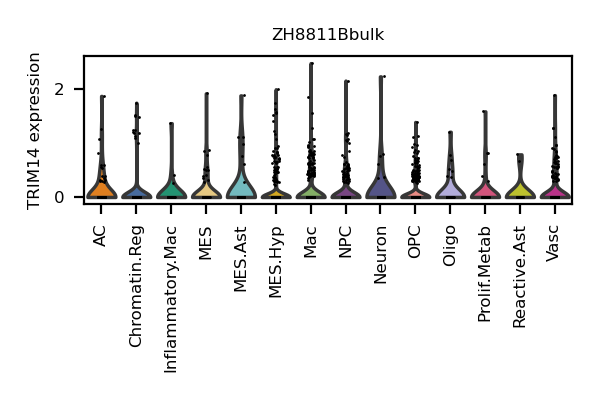 ZH8811Bbulk
TRIM14 expression
2
0
AC
Chromatin.Reg
Inflammatory.Mac
MES
MES.Ast
MES.Hyp
Mac
NPC
Neuron
OPC
Oligo
Prolif.Metab
Reactive.Ast
Vasc